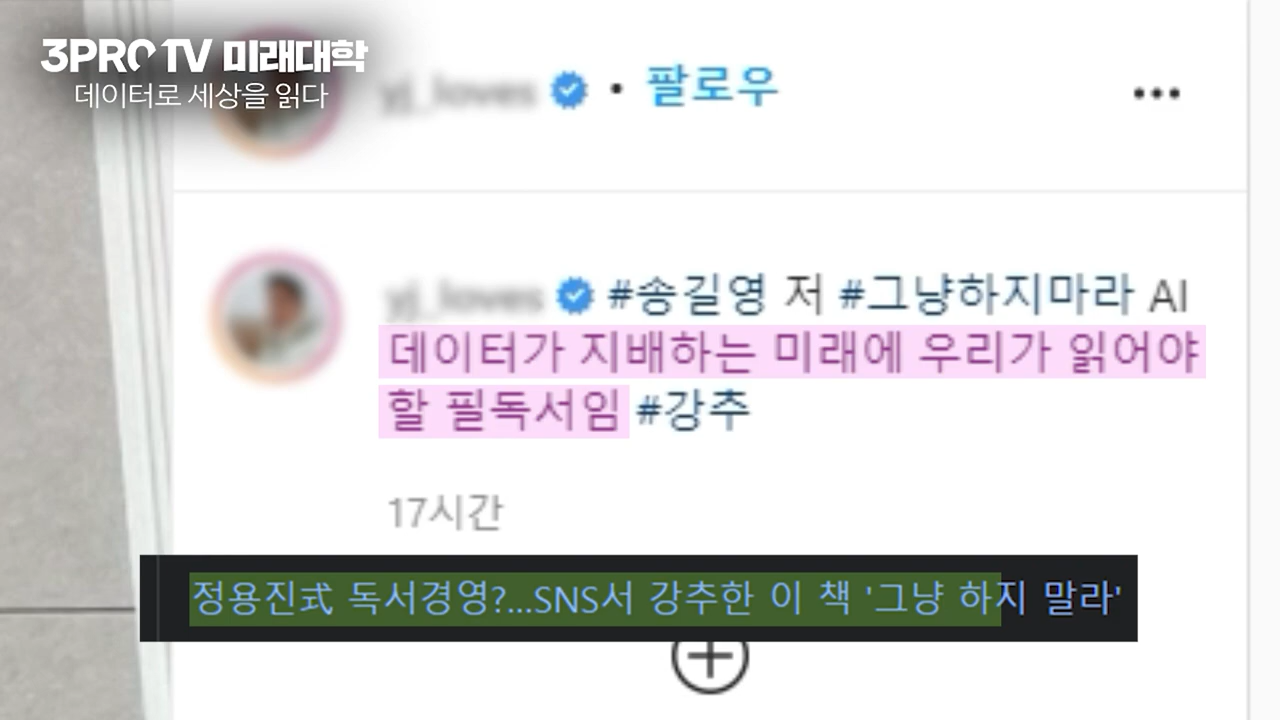 3PRO TV 미래대학
데이터로 세상을 읽다
yj_loves • 팔로우
yj_loves #송길영 저 #그냥하지마라 AI
데이터가 지배하는 미래에 우리가 읽어야
할 필독서임 #강추
17시간
정용진式 독서경영?...SNS서 강추한 이 책 '그냥 하지 말라'